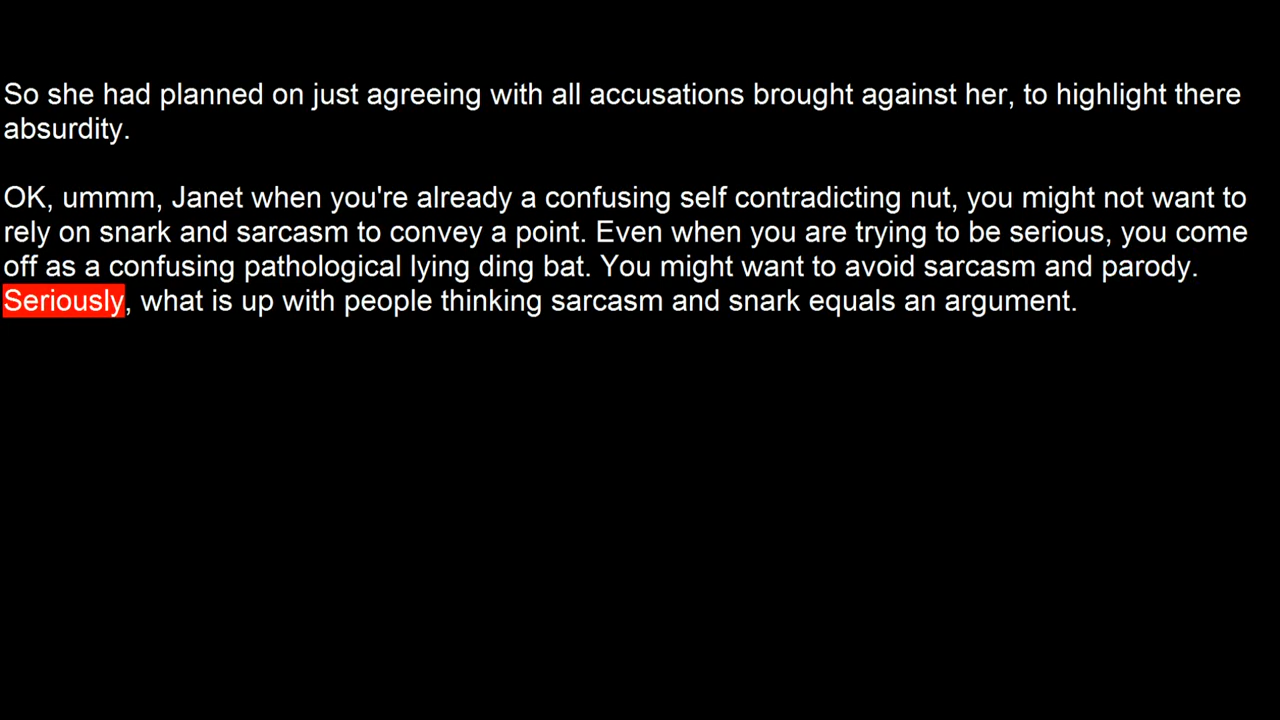 So she had planned on just agreeing with all accusations brought against her, to highlight there
absurdity.
OK, ummm, Janet when you're already a confusing self contradicting nut, you might not want to
rely on snark and sarcasm to convey a point. Even when you are trying to be serious, you come
off as a confusing pathological lying ding bat. You might want to avoid sarcasm and parody.
Seriously, what is up with people thinking sarcasm and snark equals an argument.